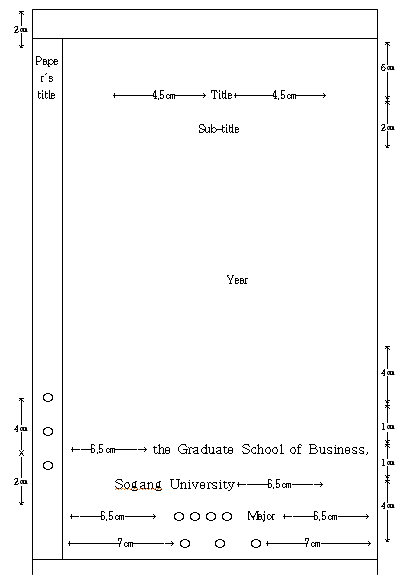 2㎝
Pape
r's
title
6㎝
4.5㎝ Title 4.5㎝
2㎝
Sub-title
Year
4㎝
4㎝
1㎝
6.5㎝ the Graduate School of Business,
1㎝
2㎝
Sogang University 6.5㎝
4㎝
6.5㎝ ○○○○ Major 6.5㎝
7㎝ ○ ○ ○ 7㎝